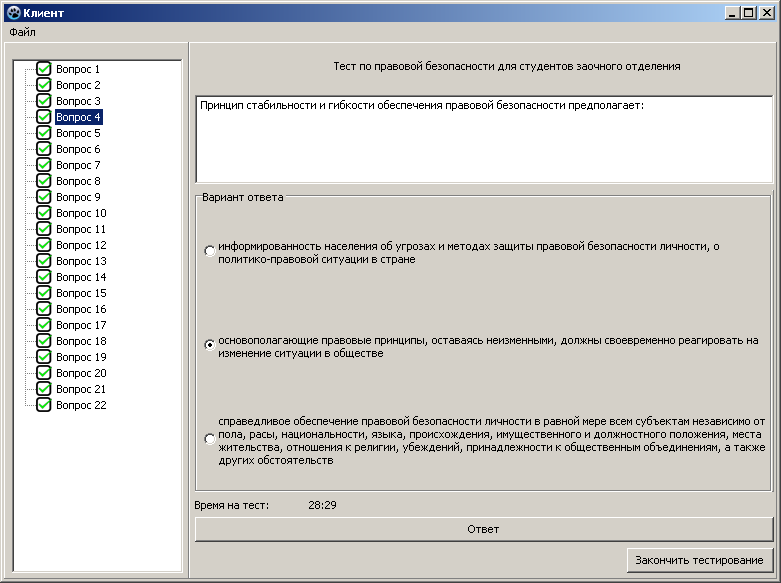 Клиент
Файл
Вопрос 1
Вопрос 2
Вопрос 3
Вопрос 4
Вопрос 5
Вопрос 6
Вопрос 7
Вопрос 8
Вопрос 9
Вопрос 10
Вопрос 11
Вопрос 12
Вопрос 13
Вопрос 14
Вопрос 15
Вопрос 16
Вопрос 17
Вопрос 18
Вопрос 19
Вопрос 20
Вопрос 21
Вопрос 22
Тест по правовой безопасности для студентов заочного отделения
Принцип стабильности и гибкости обеспечения правовой безопасности предполагает:
Вариант ответа
информированность населения об угрозах и методах защиты правовой безопасности личности, о
политико-правовой ситуации в стране
основополагающие правовые принципы, оставаясь неизменными, должны своевременно реагировать на
изменение ситуации в обществе
справедливое обеспечение правовой безопасности личности в равной мере всем субъектам независимо от
пола, расы, национальности, языка, происхождения, имущественного и должностного положения, места
жительства, отношения к религии, убеждений, принадлежности к общественным объединениям, а также
других обстоятельств
Время на тест: 28:29
Ответ
Закончить тестирование